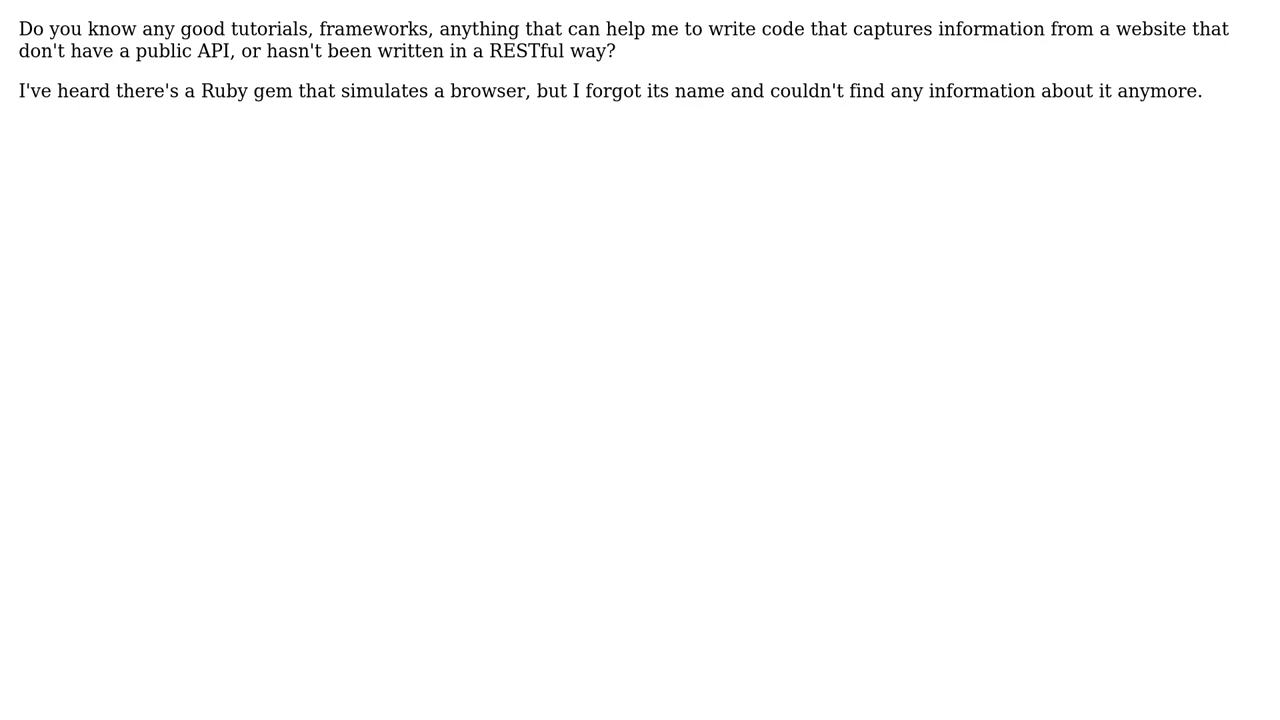 Do you know any good tutorials, frameworks, anything that can help me to write code that captures information from a website that
don't have a public API, or hasn't been written in a RESTful way?
I've heard there's a Ruby gem that simulates a browser, but I forgot its name and couldn't find any information about it anymore.